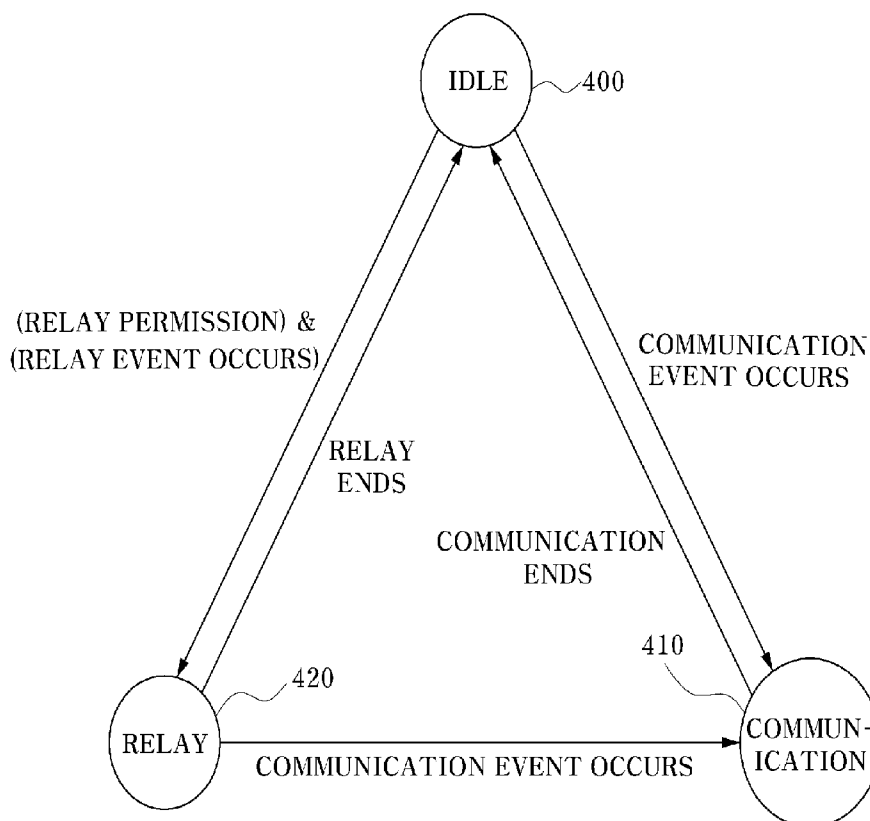 IDLE
400
(RELAY PERMISSION) &
(RELAY EVENT OCCURS)
COMMUNICATION
EVENT OCCURS
RELAY
ENDS
COMMUNICATION
ENDS
420
410
RELAY
COMMUN-
ICATION
COMMUNICATION EVENT OCCURS